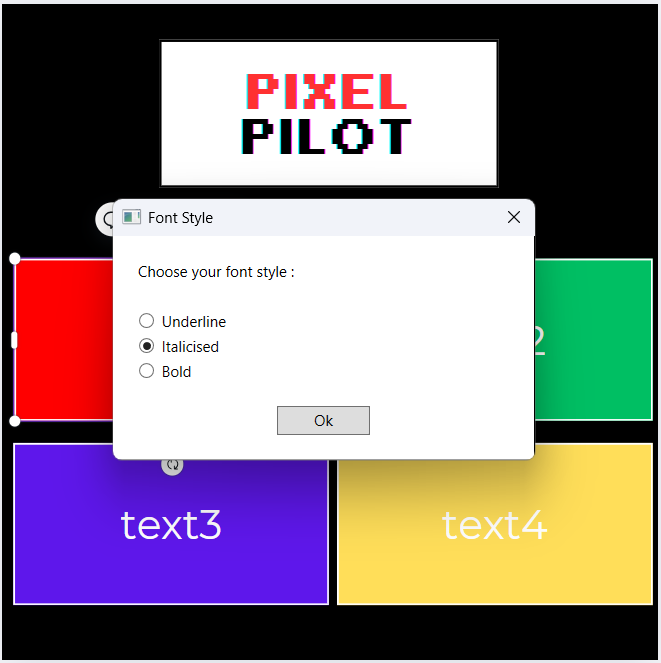 PIXEL
PILOT
Font Style
Choose your font style :
Underline
Italicised
Bold
Ok
2
text3
text4